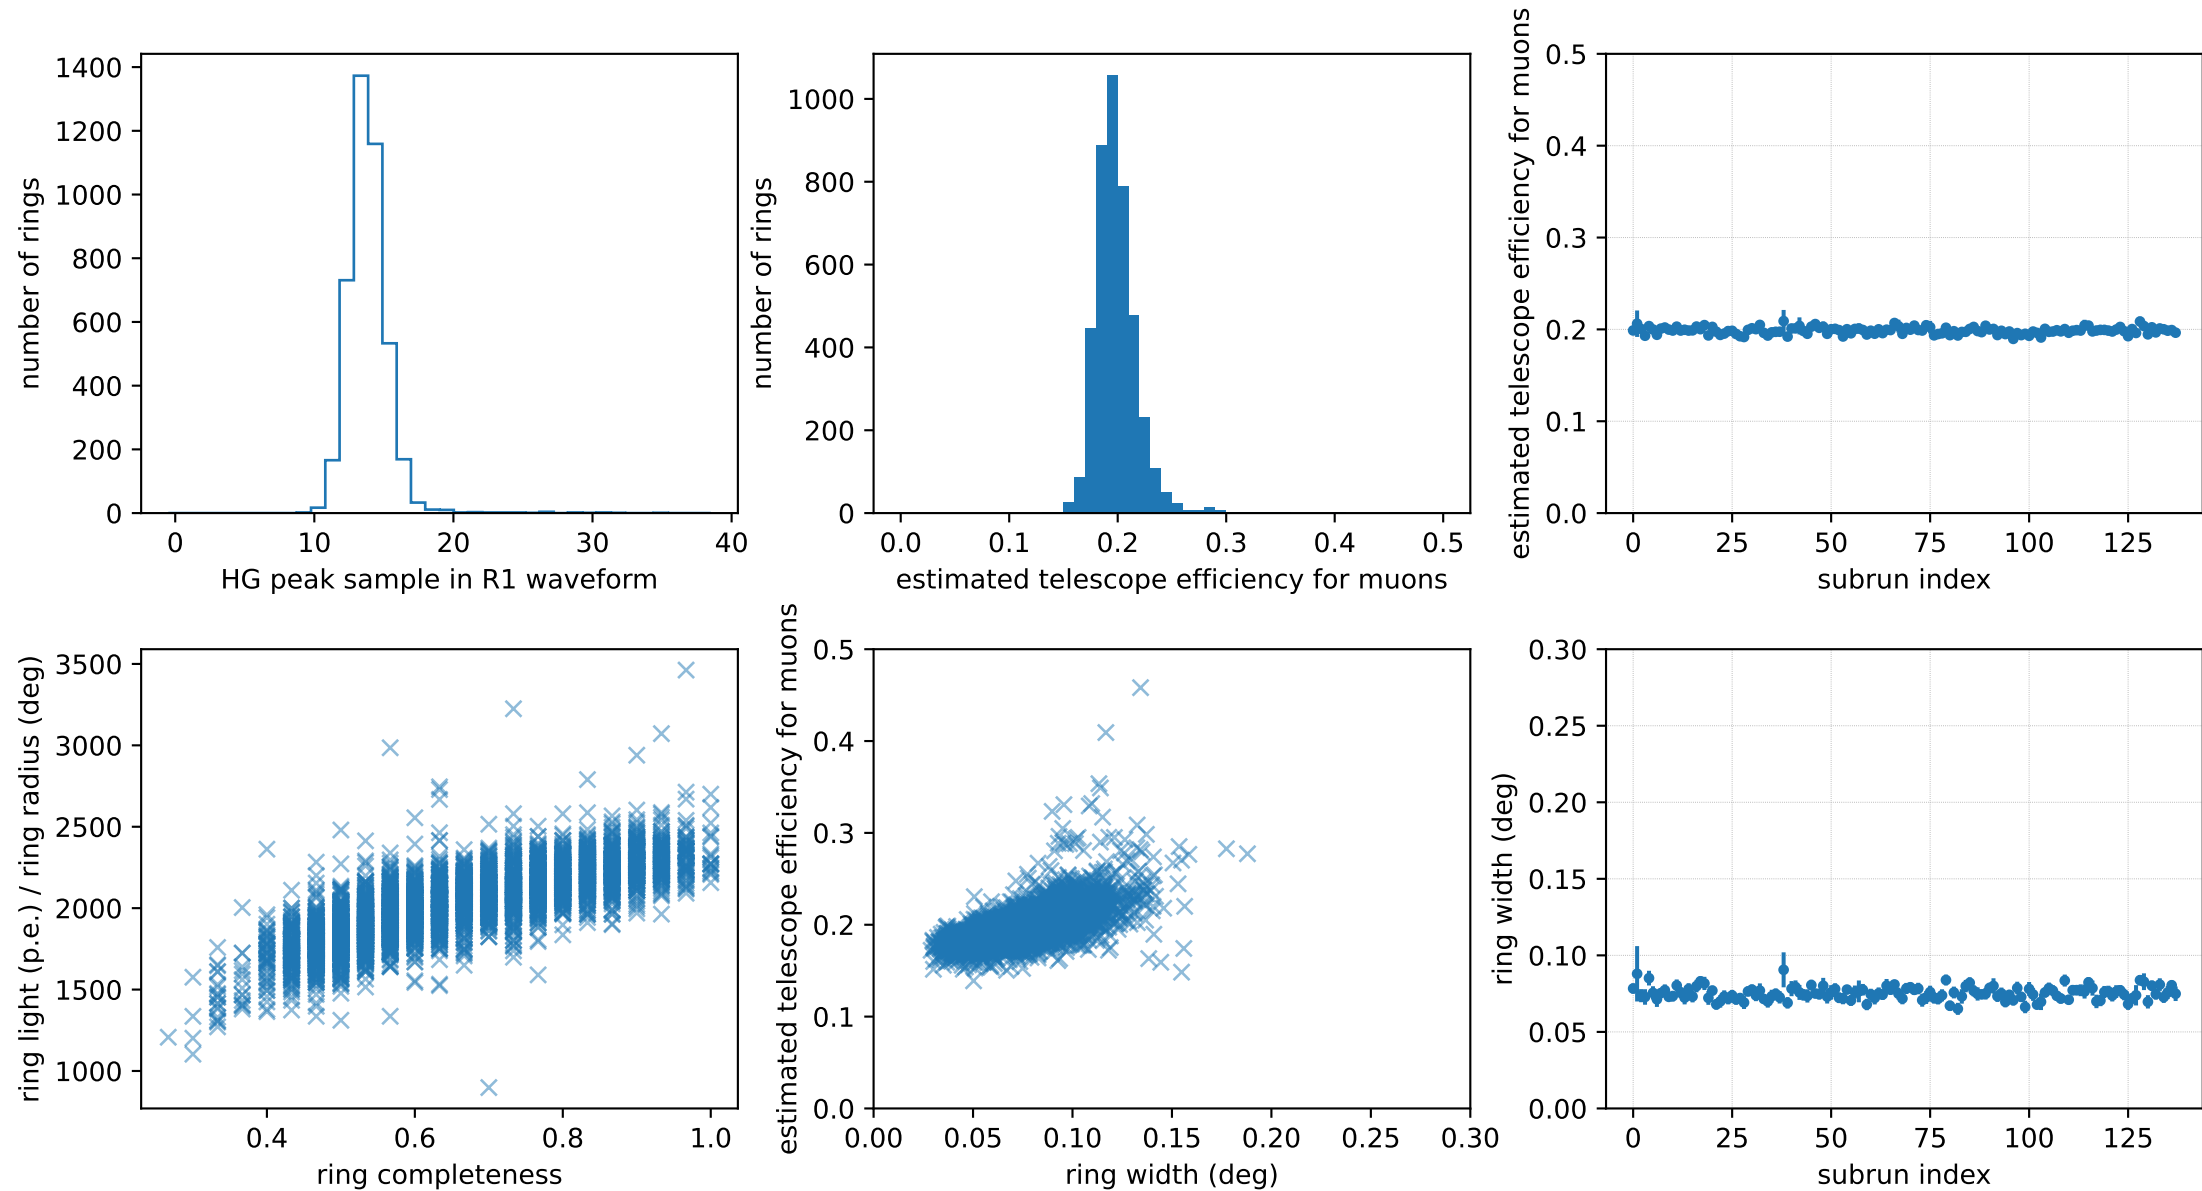 number of rings
1400
1200
1000
800
600
400
200
0
0 10 20 30 40
HG peak sample in R1 waveform
number of rings
1000
800
600
400
200
0
0.0 0.1 0.2 0.3 0.4 0.5
estimated telescope efficiency for muons
estimated telescope efficiency for muons
0.5
0.4
0.3
0.2
0.1
0.0
0 25 50 75 100 125
subrun index
ring light (p.e.) / ring radius (deg)
3500
3000
2500
2000
1500
1000
0.4 0.6 0.8 1.0
ring completeness
estimated telescope efficiency for muons
0.5
0.4
0.3
0.2
0.1
0.0
0.00 0.05 0.10 0.15 0.20 0.25 0.30
ring width (deg)
ring width (deg)
0.30
0.25
0.20
0.15
0.10
0.05
0.00
0 25 50 75 100 125
subrun index